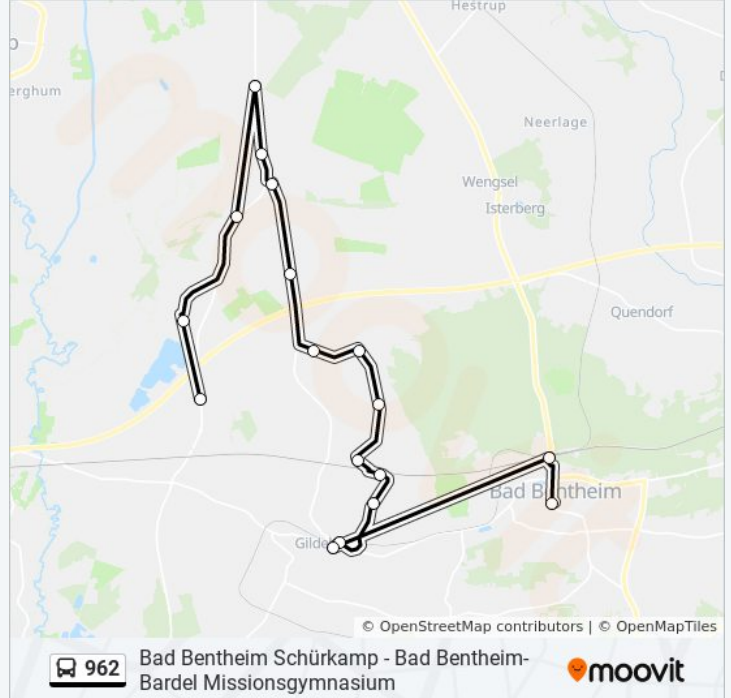 Hestrup
erghum
Neerlage
Wengsel
Isterberg
Quendorf
Bad Bentheim
Gilde
© OpenStreetMap contributors | © OpenMapTiles
962
Bad Bentheim Schürkamp - Bad Bentheim-
Bardel Missionsgymnasium
moovit